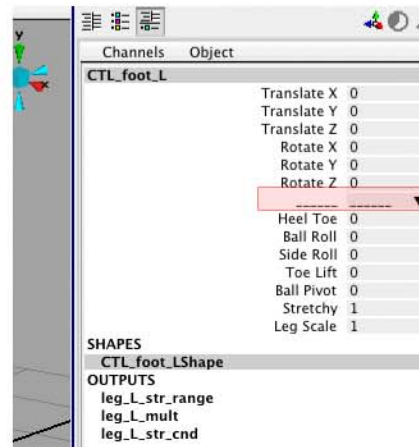 Channels Object
y
CTL_foot_L
x
Translate X 0
Translate Y 0
Translate Z 0
Rotate X 0
Rotate Y 0
Rotate Z 0
______ ______
Heel Toe 0
Ball Roll 0
Side Roll 0
Toe Lift 0
Ball Pivot 0
Stretchy 1
Leg Scale 1
SHAPES
CTL_foot_LShape
OUTPUTS
leg_L_str_range
leg_L_mult
leg_L_str_cnd